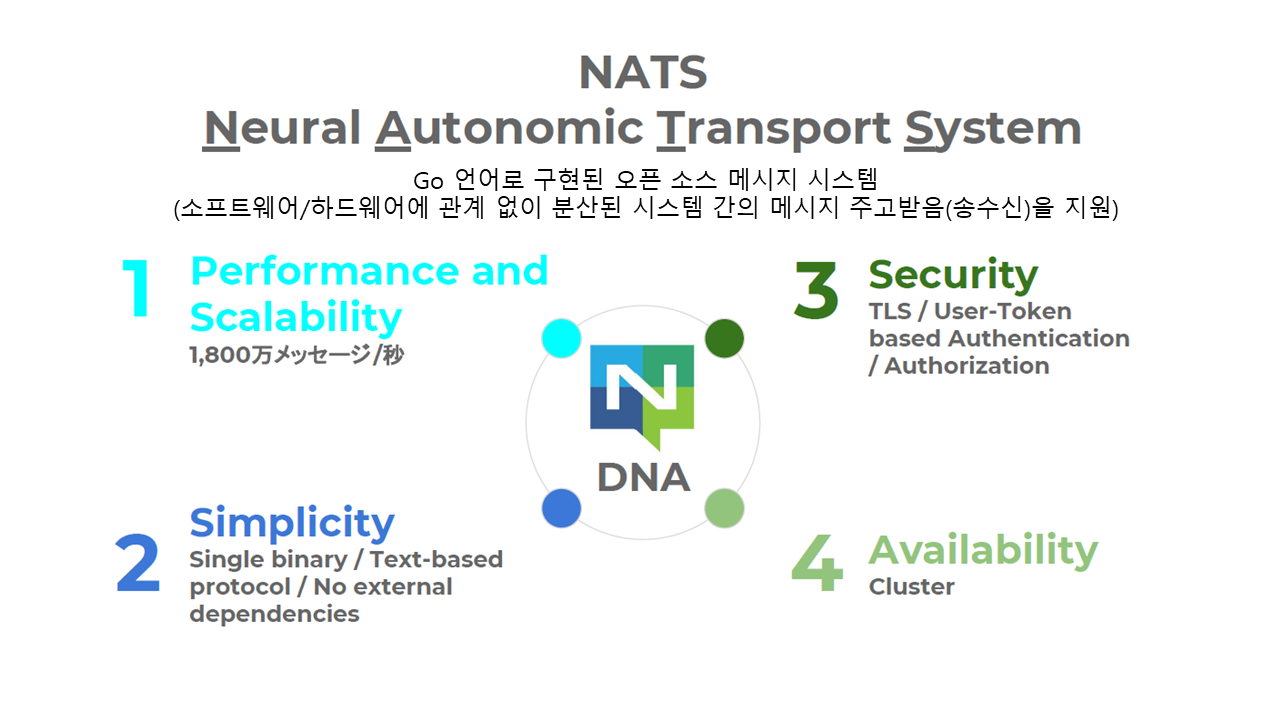 NATS
Neural Autonomic Transport System
Go 언어로 구현된 오픈 소스 메시지 시스템
(소프트웨어/하드웨어에 관계 없이 분산된 시스템 간의 메시지 주고받음(송수신)을 지원)
1
Performance and
Scalability
1,800万メッセージ/秒
2
Simplicity
Single binary / Text-based
protocol / No external
dependencies
3
Security
TLS / User-Token
based Authentication
/ Authorization
4
Availability
Cluster
N
DNA